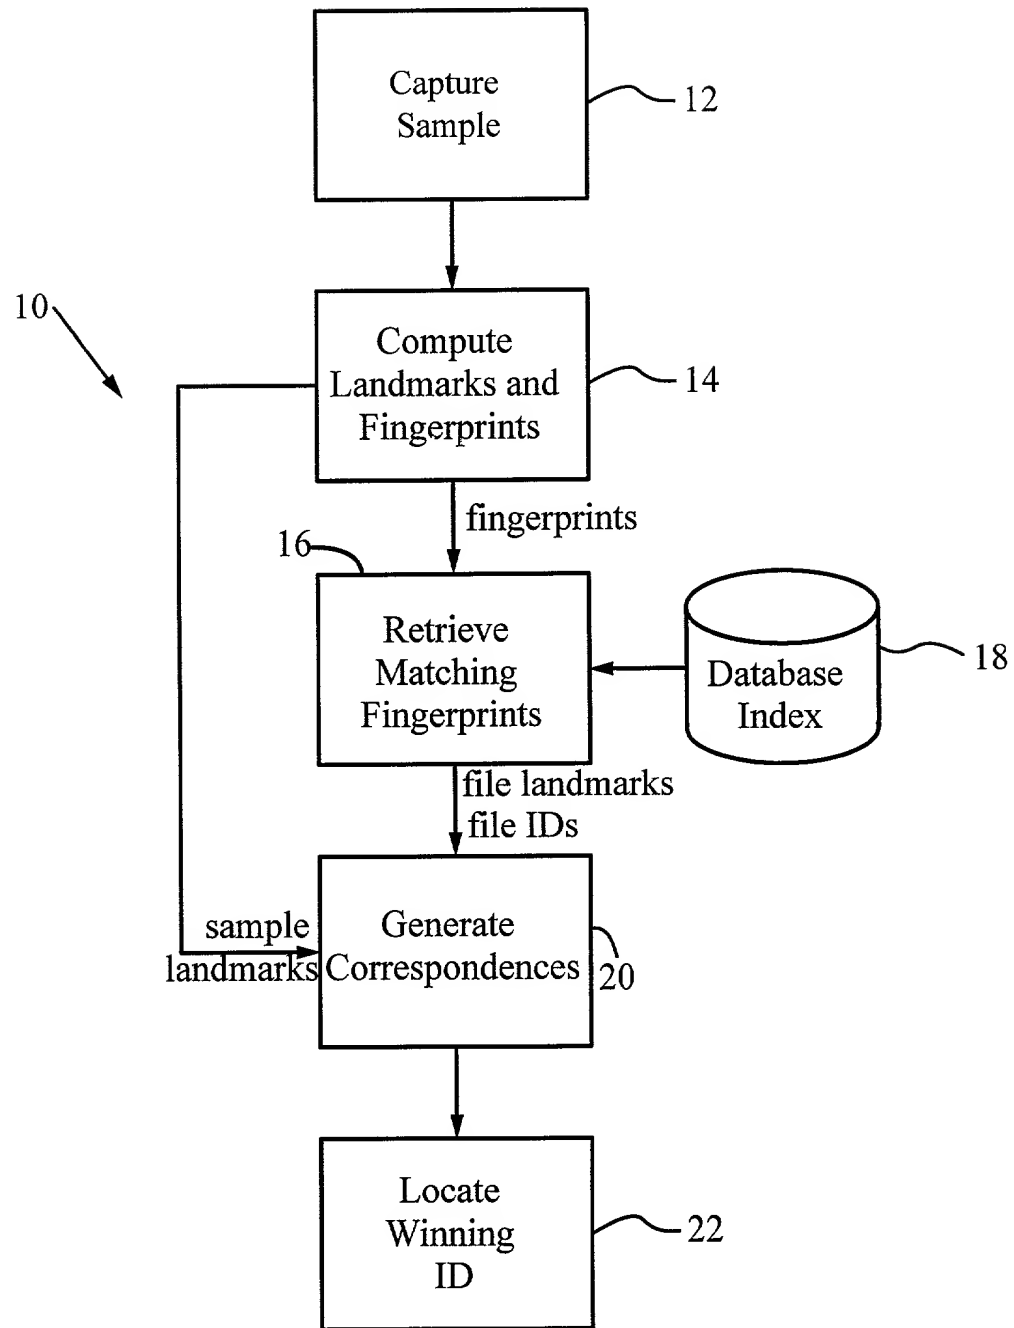 Capture
Sample
12
10
Compute
Landmarks and
Fingerprints
14
fingerprints
16
Retrieve
Matching
Fingerprints
Database
Index
18
file landmarks
file IDs
sample
landmarks
Generate
Correspondences
20
Locate
Winning
ID
22